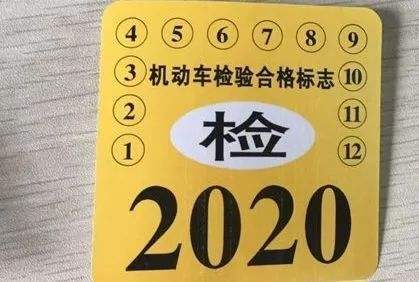 ④ ⑤ ⑥ ⑦ ⑧ ⑨
③ 机动车检验合格标志 ⑩
② ⑪
检
① ⑫
2020